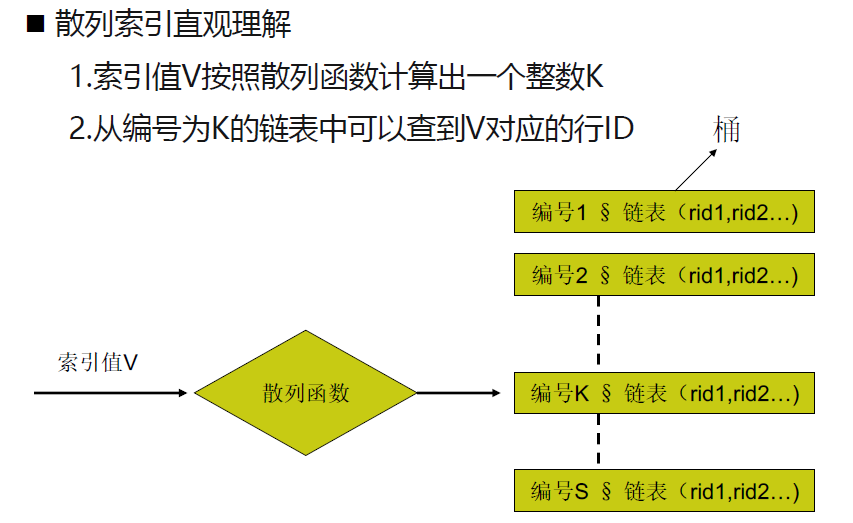 ■ 散列索引直观理解
1.索引值V按照散列函数计算出一个整数K
2.从编号为K的链表中可以查到V对应的行ID
桶
编号1 § 链表（rid1,rid2…)
编号2 § 链表（rid1,rid2…)
索引值V
散列函数
编号K § 链表（rid1,rid2…)
编号S § 链表（rid1,rid2…)